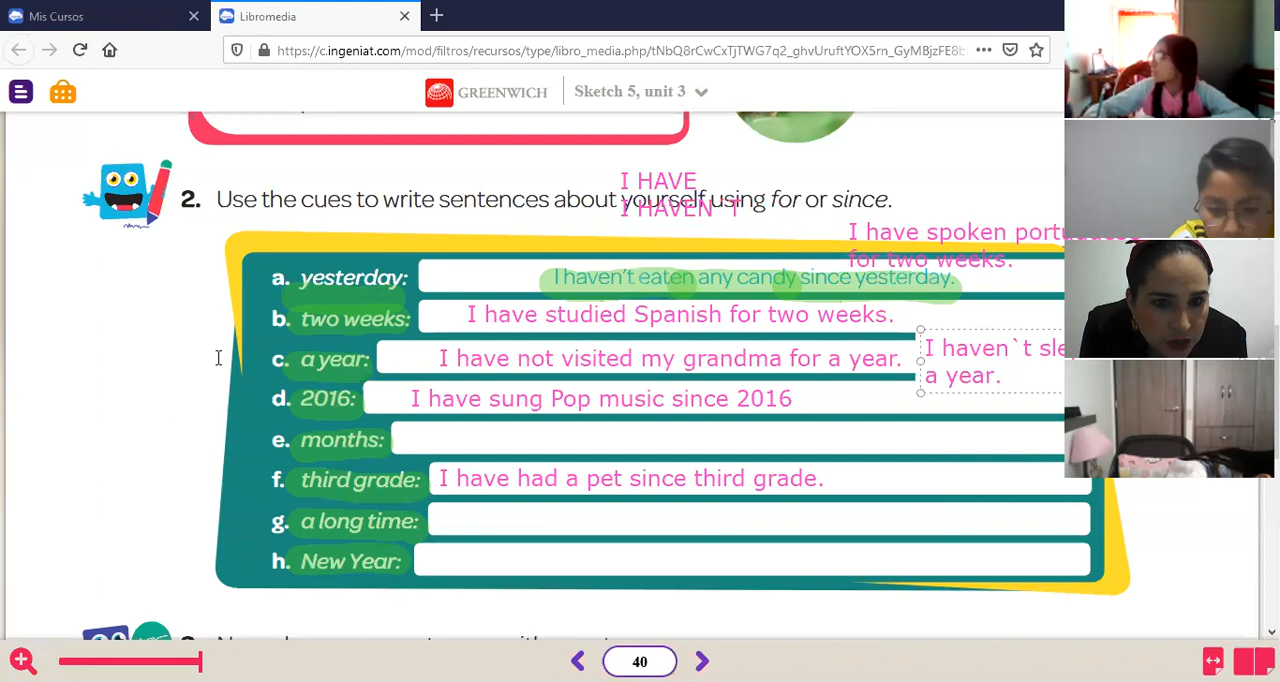 Mis Cursos
Libromedia
https://c.ingeniat.com/mod/filtros/recursos/type/libro_media.php/
GREENWICH
Sketch 5, unit 3
I HAVE
2. Use the cues to write sentences about yourself using for or since.
I HAVEN´T
I have spoken
for two weeks.
a. yesterday: I haven't eaten any candy since yesterday.
b. two weeks: I have studied Spanish for two weeks.
c. a year: I have not visited my grandma for a year.
I haven`t
a year.
d. 2016: I have sung Pop music since 2016
e. months:
f. third grade: I have had a pet since third grade.
g. a long time:
h. New Year:
40